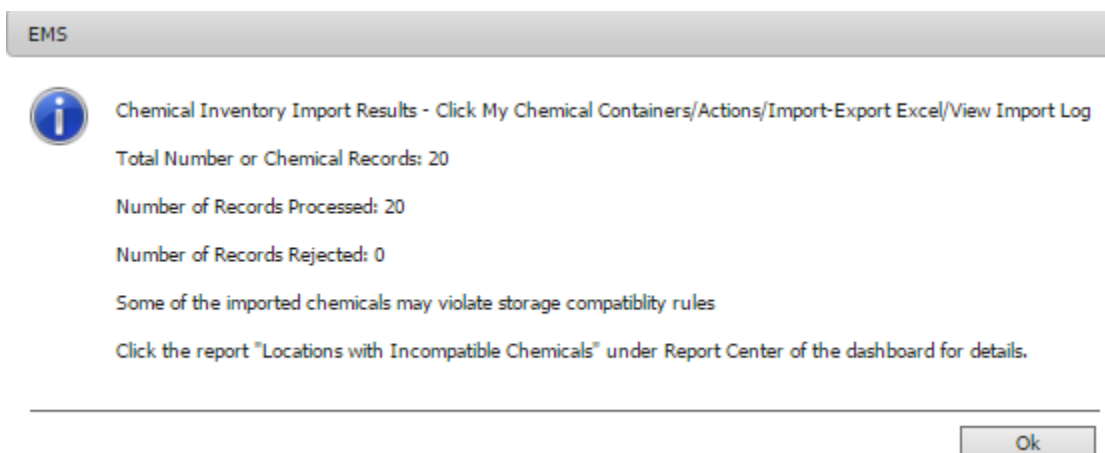 EMS
Chemical Inventory Import Results - Click My Chemical Containers/Actions/Import-Export Excel/View Import Log
Total Number or Chemical Records: 20
Number of Records Processed: 20
Number of Records Rejected: 0
Some of the imported chemicals may violate storage compatiblity rules
Click the report "Locations with Incompatible Chemicals" under Report Center of the dashboard for details.
Ok